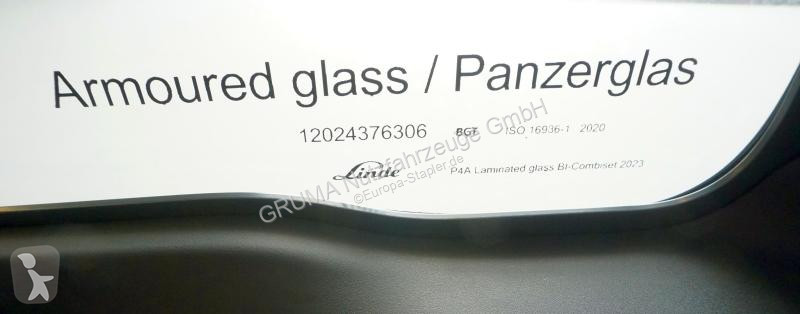 Armoured glass / Panzerglas
12024376306 BGT ISO 16936-1 2020
Linde P4A Laminated glass BI-Combiset 2023
GRUMA Nutzfahrzeuge GmbH
©Europa-Stapler.de